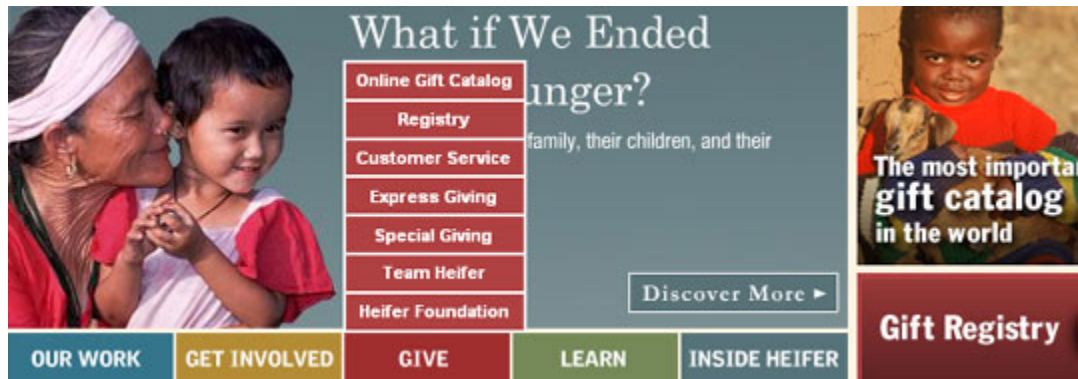 What if We Ended
unger?
family, their children, and their
Online Gift Catalog
Registry
Customer Service
Express Giving
Special Giving
Team Heifer
Heifer Foundation
Discover More ►
OUR WORK
GET INVOLVED
GIVE
LEARN
INSIDE HEIFER
The most importa
gift catalog
in the world
Gift Registry